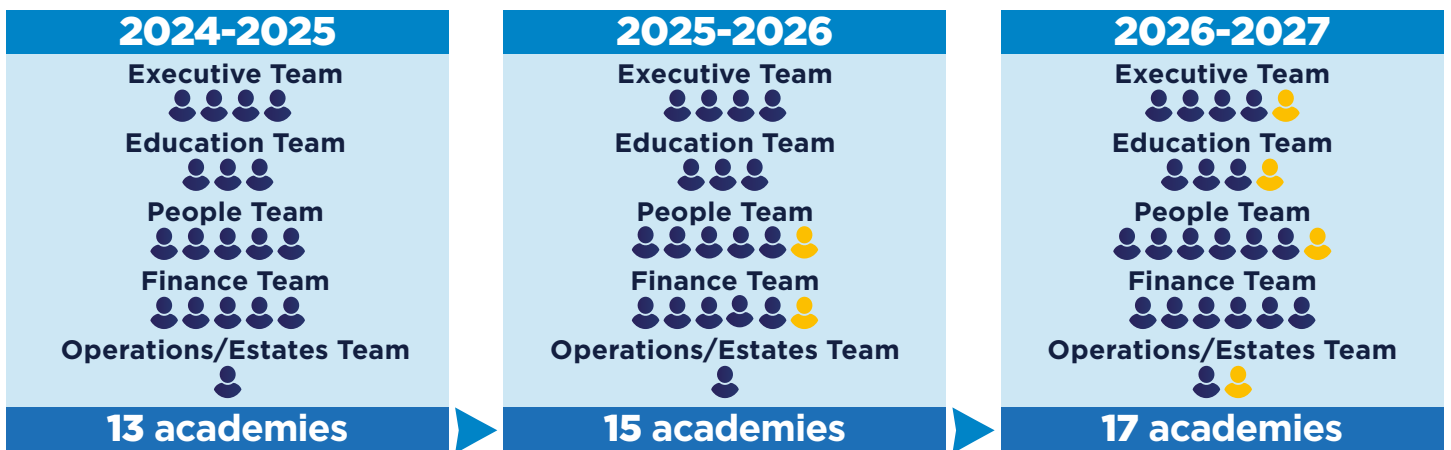 2024-2025
Executive Team
Education Team
People Team
Finance Team
Operations/Estates Team
13 academies
2025-2026
Executive Team
Education Team
People Team
Finance Team
Operations/Estates Team
15 academies
2026-2027
Executive Team
Education Team
People Team
Finance Team
Operations/Estates Team
17 academies